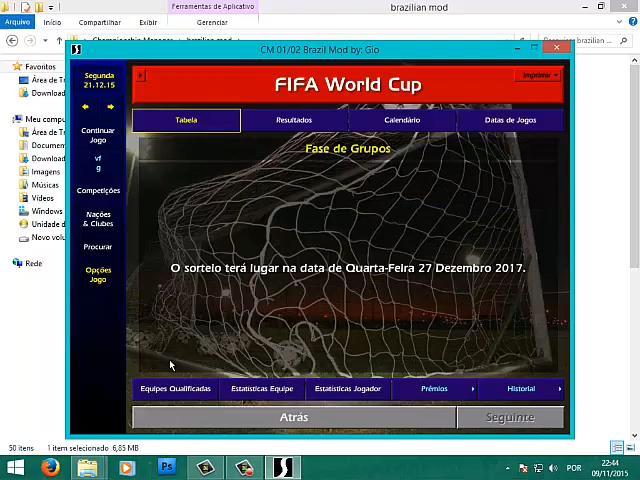 Ferramentas de Aplicativo
brazilian mod
Arquivo
Início
Compartilhar
Exibir
Gerenciar
Favoritos
Área de Tr
Download
Meu compu
Área de Tr
Documen
Download
Imagens
Músicas
Vídeos
Windows
Unidade d
Novo volu
Rede
CM 01/02 Brazil Mod by: Gio
Segunda
21.12.15
Continuar
Jogo
vf
g
Competições
Nações
& Clubes
Procurar
Opções
Jogo
FIFA World Cup
Imprimir
Tabela
Resultados
Calendário
Datas de Jogos
Fase de Grupos
O sorteio terá lugar na data de Quarta-Feira 27 Dezembro 2017.
Equipes Qualificadas
Estatísticas Equipe
Estatísticas Jogador
Prêmios
Historial
Atrás
Seguinte
50 itens
1 item selecionado 6,85 MB
POR
22:44
09/11/2015